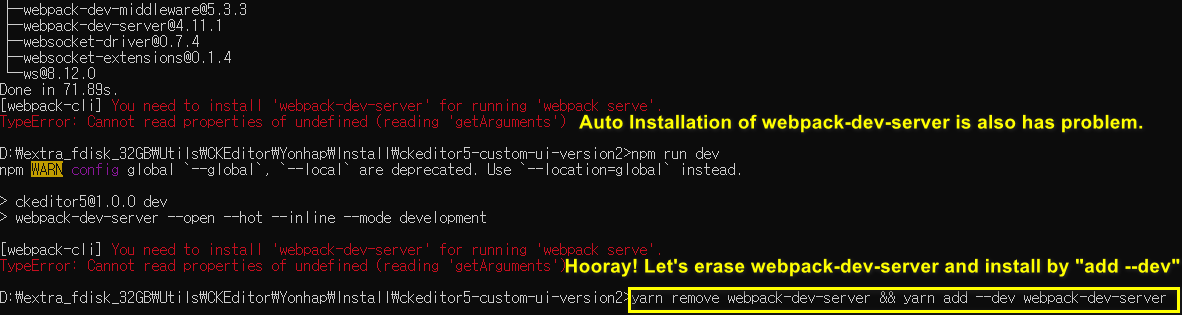 ├─webpack-dev-middleware@5.3.3
├─webpack-dev-server@4.11.1
├─websocket-driver@0.7.4
├─websocket-extensions@0.1.4
└─ws@8.12.0
Done in 71.89s.
[webpack-cli] You need to install 'webpack-dev-server' for running 'webpack serve'.
TypeError: Cannot read properties of undefined (reading 'getArguments') Auto Installation of webpack-dev-server is also has problem.
D:₩extra_fdisk_32GB₩Utils₩CKEditor₩Yonhap₩Install₩ckeditor5-custom-ui-version2>npm run dev
npm WARN config global `--global`, `--local` are deprecated. Use `--location=global` instead.
> ckeditor5@1.0.0 dev
> webpack-dev-server --open --hot --inline --mode development
[webpack-cli] You need to install 'webpack-dev-server' for running 'webpack serve'.
TypeError: Cannot read properties of undefined (reading 'getArguments') Hooray! Let's erase webpack-dev-server and install by "add --dev"
D:₩extra_fdisk_32GB₩Utils₩CKEditor₩Yonhap₩Install₩ckeditor5-custom-ui-version2>yarn remove webpack-dev-server && yarn add --dev webpack-dev-server